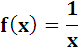 f(x) = 1/x